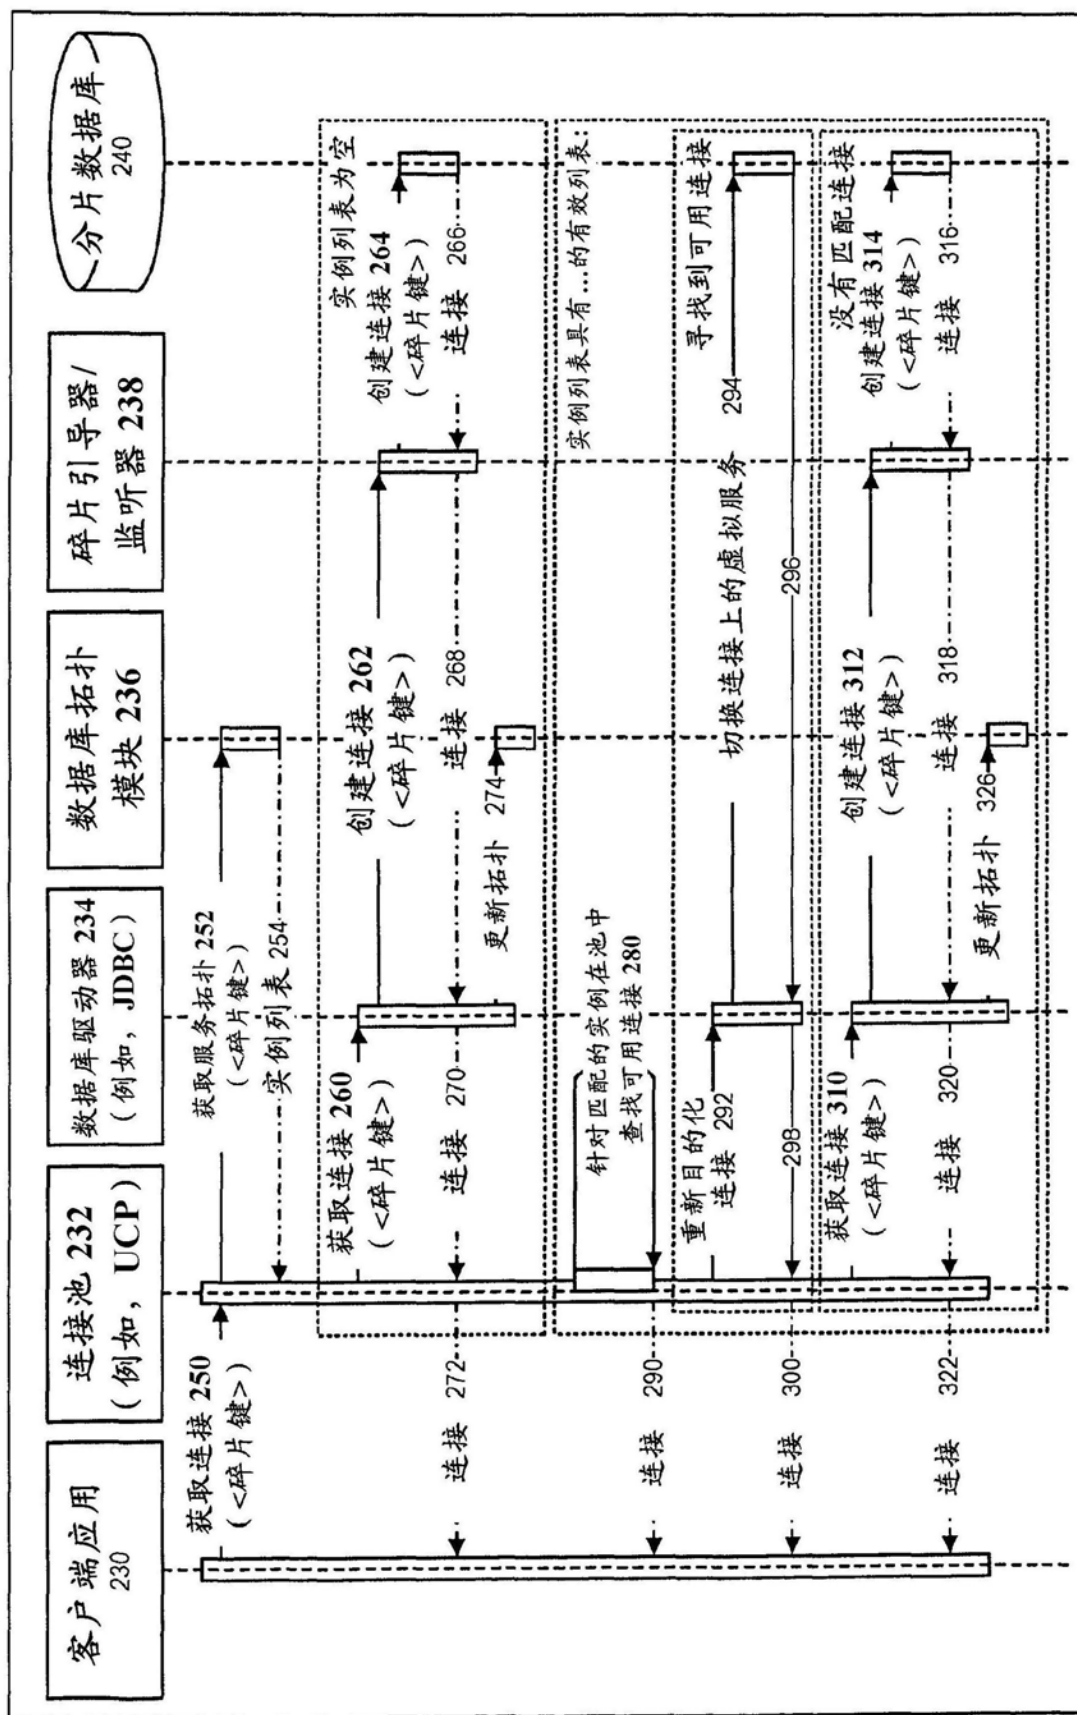 客户端应用
230
连接池 232
(例如, UCP)
数据库驱动器 234
(例如, JDBC)
数据库拓扑
模块 236
碎片引导器/
监听器 238
分片数据库
240
获取连接 250
(<碎片键>)
获取服务拓扑 252
(<碎片键>)
实例列表 254
实例列表为空
获取连接 260
(<碎片键>)
创建连接 262
(<碎片键>)
创建连接 264
(<碎片键>)
连接 272
连接 270
连接 268
连接 266
更新拓扑 274
实例列表具有...的有效列表:
针对匹配的实例在池中
查找可用连接 280
连接 290
寻找到可用连接
重新目的化
连接 292
切换连接上的虚拟服务 294
296
298
连接 300
没有匹配连接
获取连接 310
(<碎片键>)
创建连接 312
(<碎片键>)
创建连接 314
(<碎片键>)
连接 322
连接 320
连接 318
连接 316
更新拓扑 326